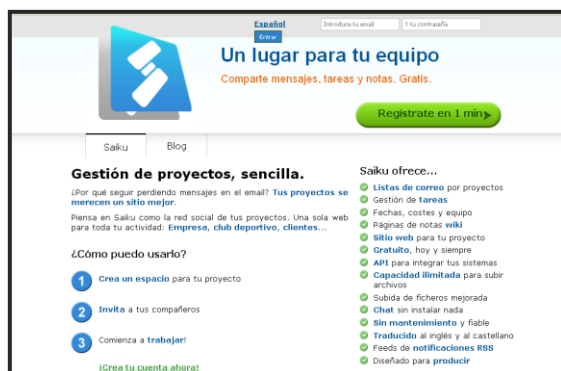 Español
Introduce tu email
Y tu contraseña
Entrar
Un lugar para tu equipo
Comparte mensajes, tareas y notas. Gratis.
Regístrate en 1 min
Saiku
Blog
Gestión de proyectos, sencilla.
¿Por qué seguir perdiendo mensajes en el email? Tus proyectos se
merecen un sitio mejor.
Piensa en Saiku como la red social de tus proyectos. Una sola web
para toda tu actividad: Empresa, club deportivo, clientes...
¿Cómo puedo usarlo?
1 Crea un espacio para tu proyecto
2 Invita a tus compañeros
3 Comienza a trabajar!
¡Crea tu cuenta ahora!
Saiku ofrece...
Listas de correo por proyectos
Gestión de tareas
Fechas, costes y equipo
Páginas de notas wiki
Sitio web para tu proyecto
Gratuito, hoy y siempre
API para integrar tus sistemas
Capacidad ilimitada para subir
archivos
Subida de ficheros mejorada
Chat sin instalar nada
Sin mantenimiento y fiable
Traducido al inglés y al castellano
Feeds de notificaciones RSS
Diseñado para producir